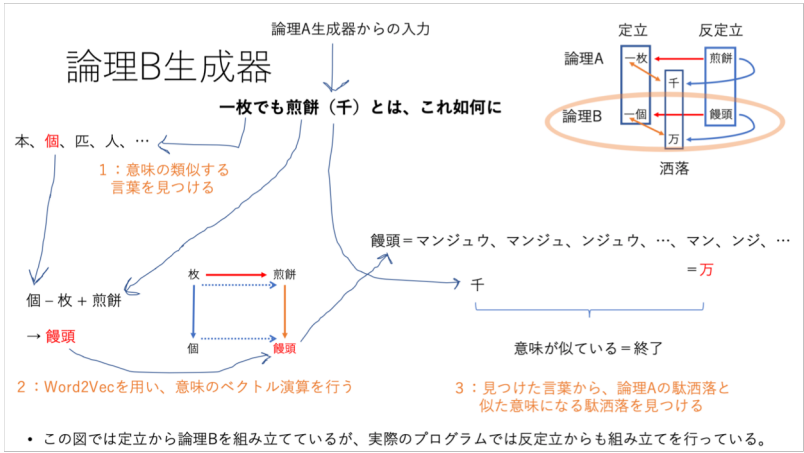 論理A生成器からの入力
論理B生成器
一枚でも煎餅（千）とは、これ如何に
定立
反定立
論理A
一枚
煎餅
千
論理B
一個
饅頭
万
洒落
本、個、匹、人、…
１：意味の類似する
言葉を見つける
饅頭＝マンジュウ、マンジュ、ンジュウ、…、マン、ンジ、…
＝万
千
個 – 枚 + 煎餅
→ 饅頭
枚
煎餅
個
饅頭
意味が似ている＝終了
２：Word2Vecを用い、意味のベクトル演算を行う
３：見つけた言葉から、論理Aの駄洒落と
似た意味になる駄洒落を見つける
• この図では定立から論理Bを組み立てているが、実際のプログラムでは反定立からも組み立てを行っている。